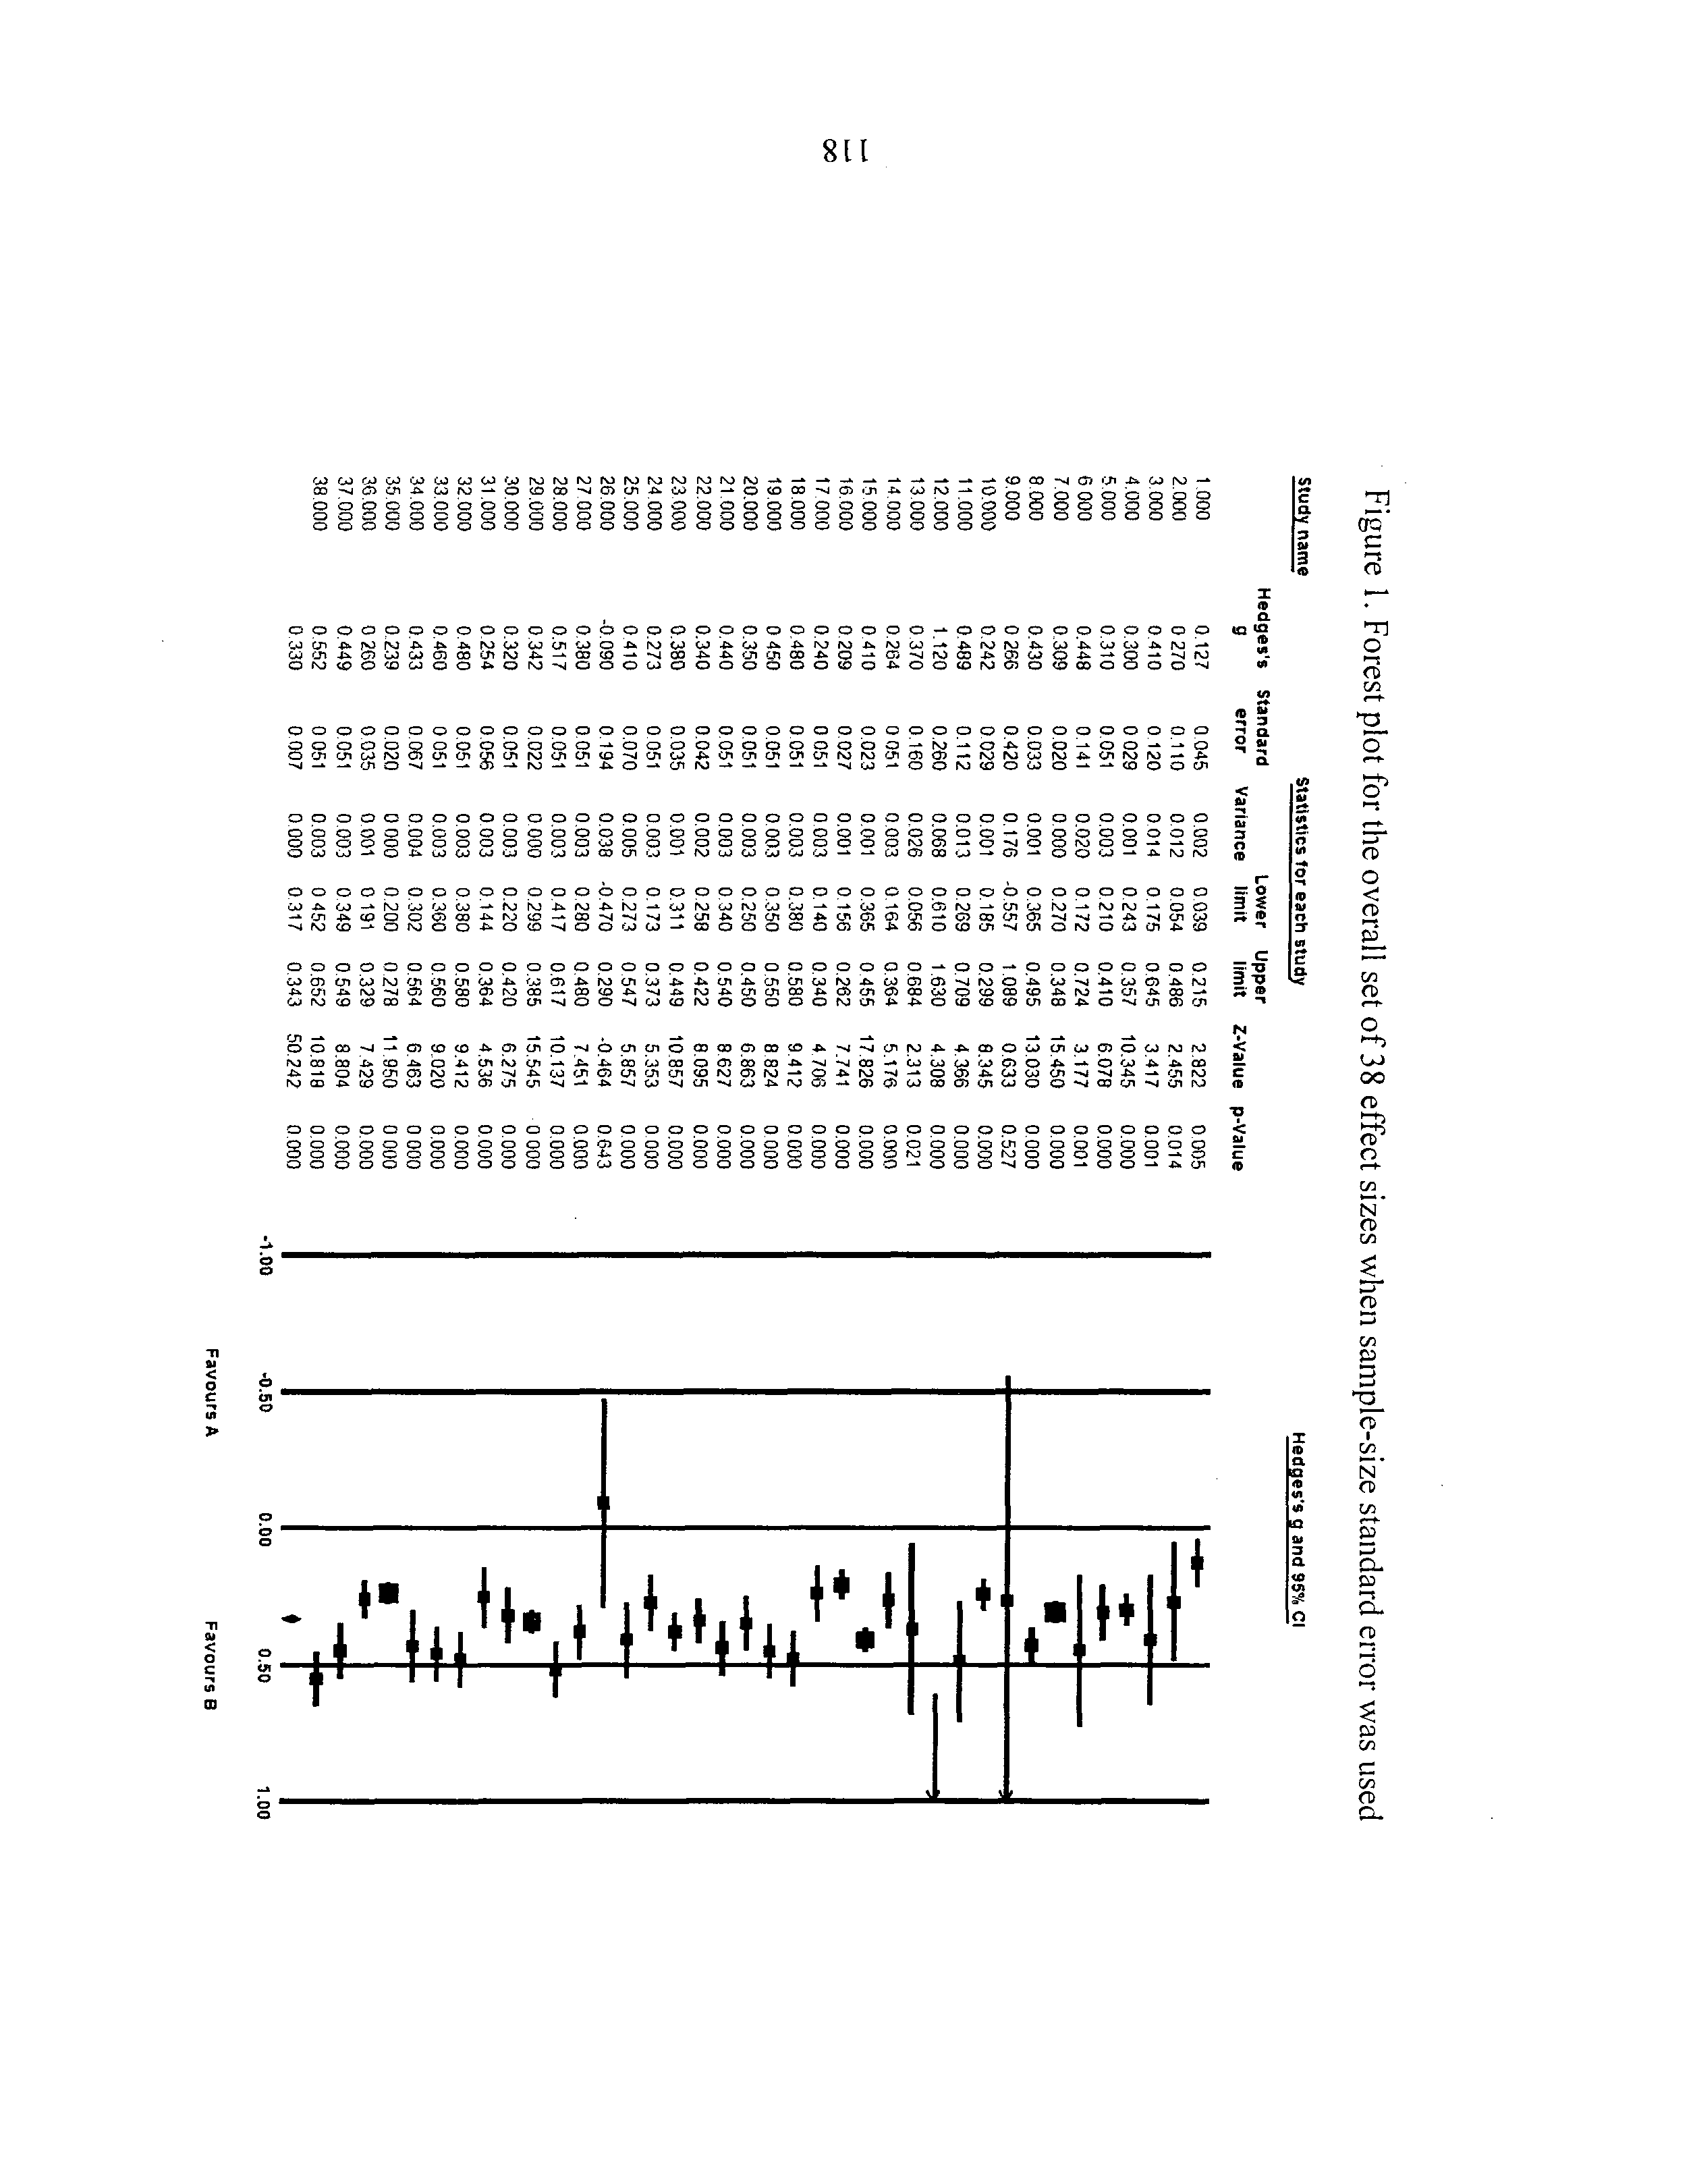 118
Figure 1. Forest plot for the overall set of 38 effect sizes when sample-size standard error was used
Study name Statistics for each study Hedges's g and 95% CI
Hedges's g Standard error Variance Lower limit Upper limit Z-Value p-Value
1.000 0.127 0.045 0.002 0.039 0.215 2.822 0.005
2.000 0.270 0.110 0.012 0.054 0.486 2.455 0.014
3.000 0.410 0.120 0.014 0.175 0.645 3.417 0.001
4.000 0.300 0.029 0.001 0.243 0.357 10.345 0.000
5.000 0.310 0.051 0.003 0.210 0.410 6.078 0.000
6.000 0.448 0.141 0.020 0.172 0.724 3.177 0.001
7.000 0.309 0.020 0.000 0.270 0.348 15.450 0.000
8.000 0.430 0.033 0.001 0.365 0.495 13.030 0.000
9.000 0.266 0.420 0.176 -0.557 1.089 0.633 0.527
10.000 0.242 0.029 0.001 0.185 0.299 8.345 0.000
11.000 0.489 0.112 0.013 0.269 0.709 4.366 0.000
12.000 1.120 0.260 0.068 0.610 1.630 4.308 0.000
13.000 0.370 0.160 0.026 0.056 0.684 2.313 0.021
14.000 0.264 0.051 0.003 0.164 0.364 5.176 0.000
15.000 0.410 0.023 0.001 0.365 0.455 17.826 0.000
16.000 0.209 0.027 0.001 0.156 0.262 7.741 0.000
17.000 0.240 0.051 0.003 0.140 0.340 4.706 0.000
18.000 0.480 0.051 0.003 0.380 0.580 9.412 0.000
19.000 0.450 0.051 0.003 0.350 0.550 8.824 0.000
20.000 0.350 0.051 0.003 0.250 0.450 6.863 0.000
21.000 0.440 0.051 0.003 0.340 0.540 8.627 0.000
22.000 0.340 0.042 0.002 0.258 0.422 8.095 0.000
23.000 0.380 0.035 0.001 0.311 0.449 10.857 0.000
24.000 0.273 0.051 0.003 0.173 0.373 5.353 0.000
25.000 0.410 0.070 0.005 0.273 0.547 5.857 0.000
26.000 -0.090 0.194 0.038 -0.470 0.290 -0.464 0.643
27.000 0.380 0.051 0.003 0.280 0.480 7.451 0.000
28.000 0.517 0.051 0.003 0.417 0.617 10.137 0.000
29.000 0.342 0.022 0.000 0.299 0.385 15.545 0.000
30.000 0.320 0.051 0.003 0.220 0.420 6.275 0.000
31.000 0.254 0.056 0.003 0.144 0.364 4.536 0.000
32.000 0.480 0.051 0.003 0.380 0.580 9.412 0.000
33.000 0.460 0.051 0.003 0.360 0.560 9.020 0.000
34.000 0.433 0.067 0.004 0.302 0.564 6.463 0.000
35.000 0.239 0.020 0.000 0.200 0.278 11.950 0.000
36.000 0.260 0.035 0.001 0.191 0.329 7.429 0.000
37.000 0.449 0.051 0.003 0.349 0.549 8.804 0.000
38.000 0.552 0.051 0.003 0.452 0.652 10.818 0.000
0.330 0.007 0.000 0.317 0.343 50.242 0.000
-1.00 -0.50 0.00 0.50 1.00
Favours A Favours B